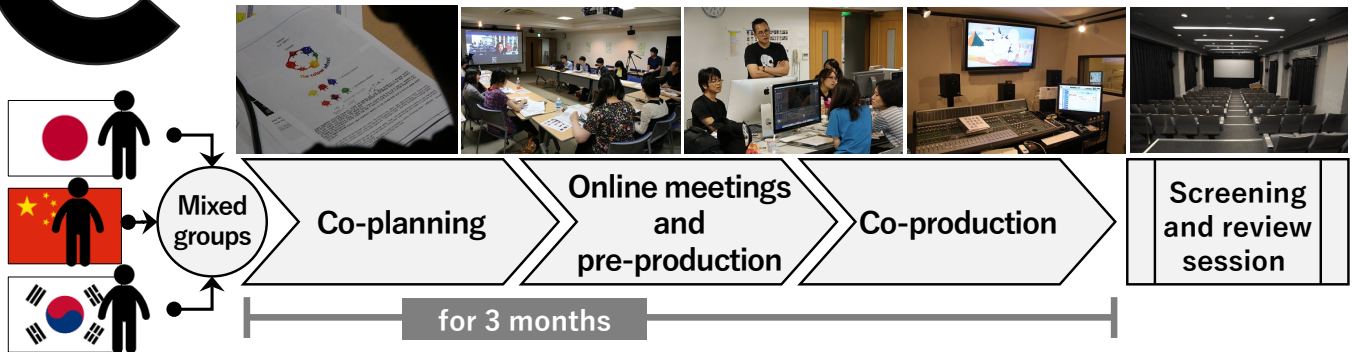 Mixed
groups
Co-planning
Online meetings
and
pre-production
Co-production
Screening
and review
session
for 3 months